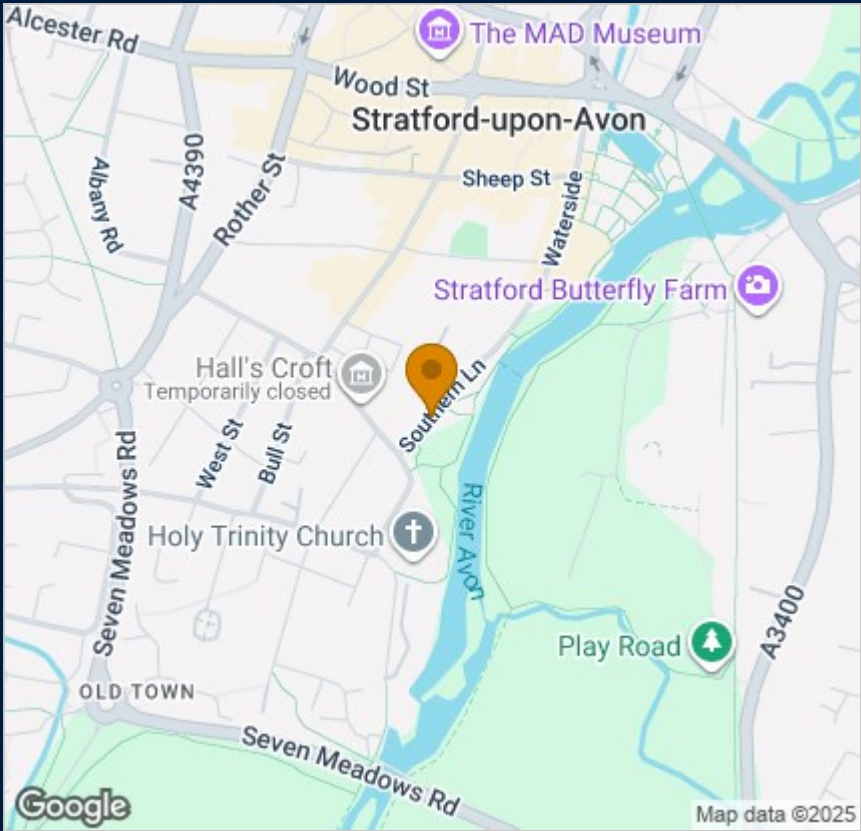 Alcester Rd
The MAD Museum
Wood St
Stratford-upon-Avon
A4390
Albany Rd
Rother St
Sheep St
Waterside
Stratford Butterfly Farm
Hall's Croft
Temporarily closed
Southern Ln
West St
Bull St
Seven Meadows Rd
River Avon
Holy Trinity Church
A3400
Play Road
OLD TOWN
Seven Meadows Rd
Google
Map data ©2025